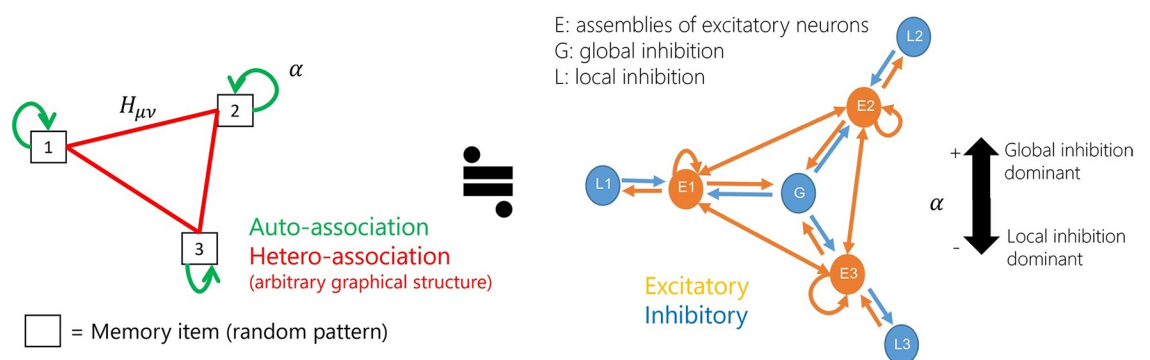 α
H_μν
2
1
3
Auto-association
Hetero-association
(arbitrary graphical structure)
= Memory item (random pattern)
≒
E: assemblies of excitatory neurons
G: global inhibition
L: local inhibition
L2
E2
L1
E1
G
E3
L3
Excitatory
Inhibitory
+
Global inhibition
dominant
α
-
Local inhibition
dominant